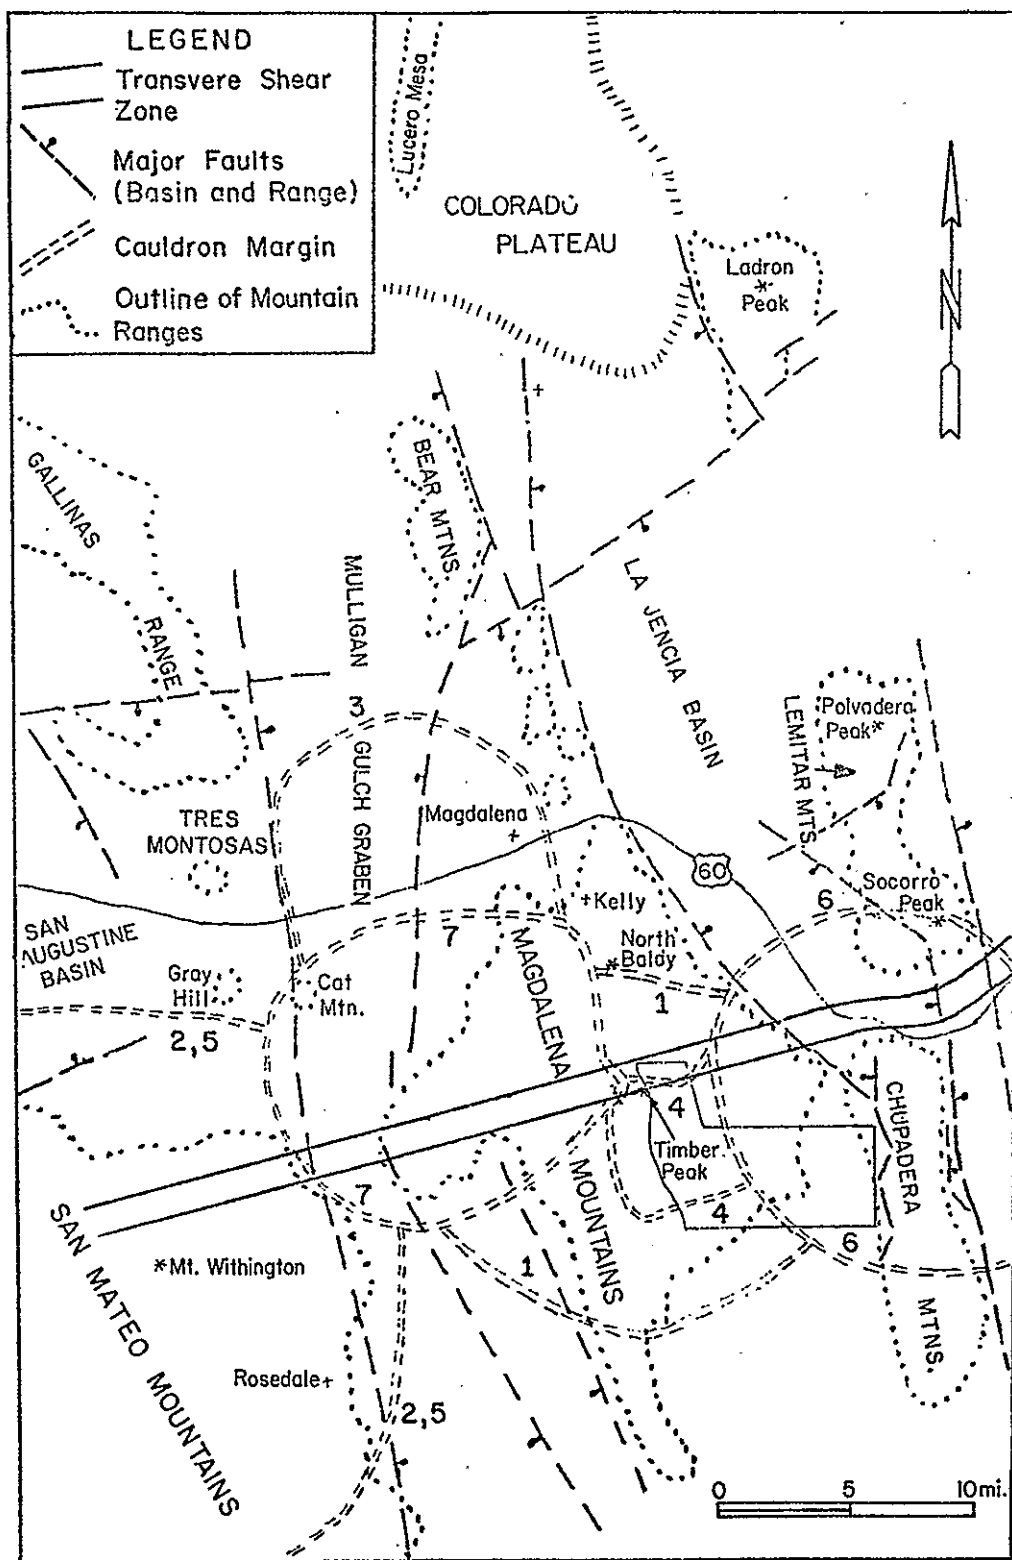 LEGEND
Transvere Shear
Zone
Major Faults
(Basin and Range)
Cauldron Margin
Outline of Mountain
Ranges
Lucero Mesa
COLORADO
PLATEAU
Ladron
Peak
N
GALLINAS
RANGE
BEAR MTNS
MULLIGAN
GULCH GRABEN
3
LA JENCIA BASIN
LEMITAR MTS.
Polvadera
Peak
TRES
MONTOSAS
Magdalena
60
Socorro
Peak
6
Kelly
SAN
AUGUSTINE
BASIN
7
MAGDALENA
MOUNTAINS
North
Baldy
Gray
Hill
Cat
Mtn.
1
2,5
4
Timber
Peak
CHUPADERA
MTNS
7
4
6
SAN MATEO MOUNTAINS
Mt. Withington
1
Rosedale
2,5
0 5 10 mi.